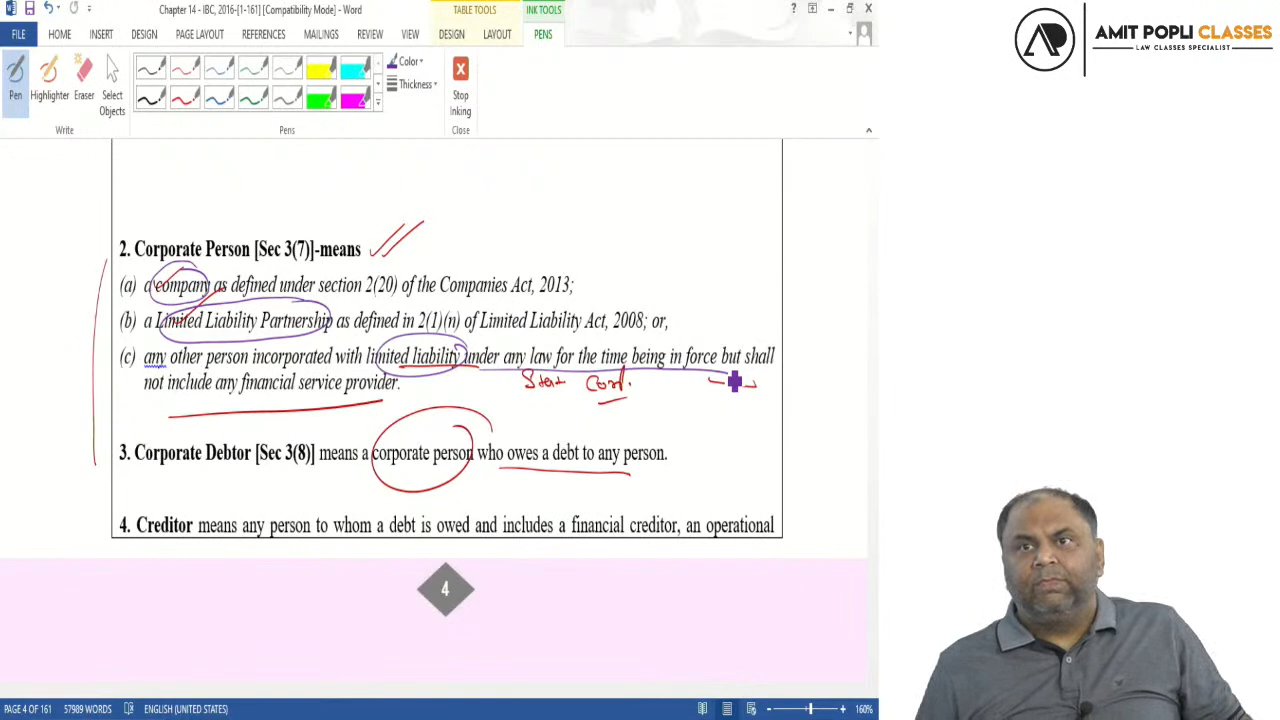 Chapter 14 - IBC, 2016-[1-161] [Compatibility Mode] - Word
TABLE TOOLS
INK TOOLS
FILE HOME INSERT DESIGN PAGE LAYOUT REFERENCES MAILINGS REVIEW VIEW DESIGN LAYOUT PENS
Pen
Highlighter
Eraser
Select Objects
Color
Thickness
Stop Inking
Write
Pens
Close
AMIT POPLI CLASSES
LAW CLASSES SPECIALIST
2. Corporate Person [Sec 3(7)]-means
(a) a company as defined under section 2(20) of the Companies Act, 2013;
(b) a Limited Liability Partnership as defined in 2(1)(n) of Limited Liability Act, 2008; or,
(c) any other person incorporated with limited liability under any law for the time being in force but shall
not include any financial service provider.
3. Corporate Debtor [Sec 3(8)] means a corporate person who owes a debt to any person.
4. Creditor means any person to whom a debt is owed and includes a financial creditor, an operational
4
PAGE 4 OF 161
57989 WORDS
ENGLISH (UNITED STATES)
160%